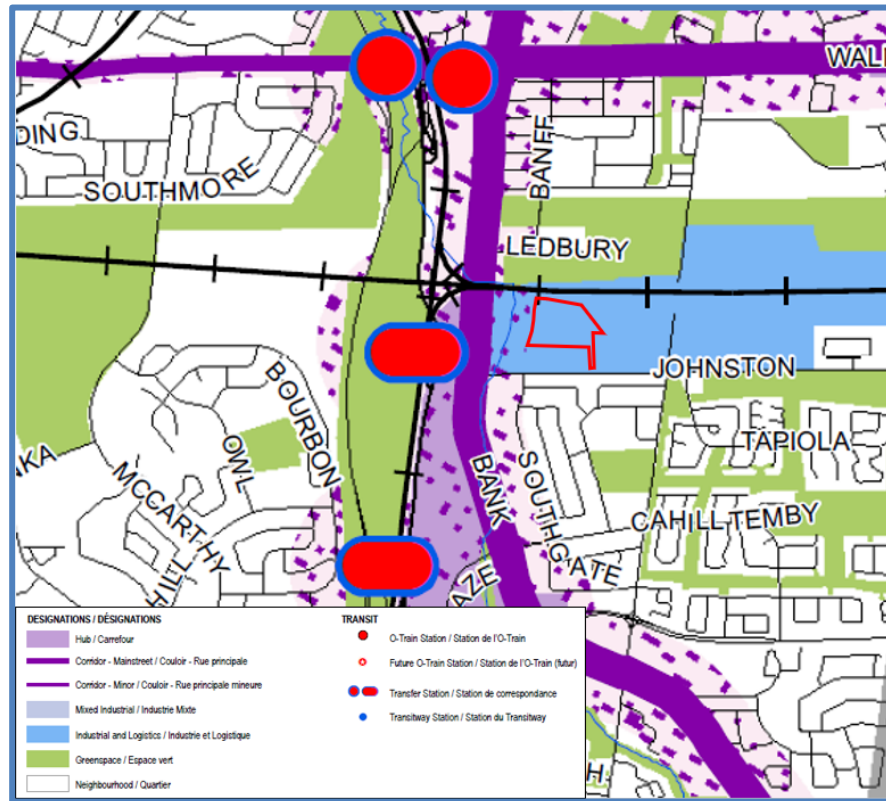 WAL
DING
SOUTHMORE
BANFF
LEDBURY
JOHNSTON
BOURBON
OWL
TAPIOLA
MCCARTHY
BANK
SOUTHGATE
CAHILL TEMBY
HILL
AZE
H
DESIGNATIONS / DÉSIGNATIONS
Hub / Carrefour
Corridor - Mainstreet / Couloir - Rue principale
Corridor - Minor / Couloir - Rue principale mineure
Mixed Industrial / Industrie Mixte
Industrial and Logistics / Industrie et Logistique
Greenspace / Espace vert
Neighbourhood / Quartier
TRANSIT
O-Train Station / Station de l'O-Train
Future O-Train Station / Station de l'O-Train (futur)
Transfer Station / Station de correspondance
Transitway Station / Station du Transitway